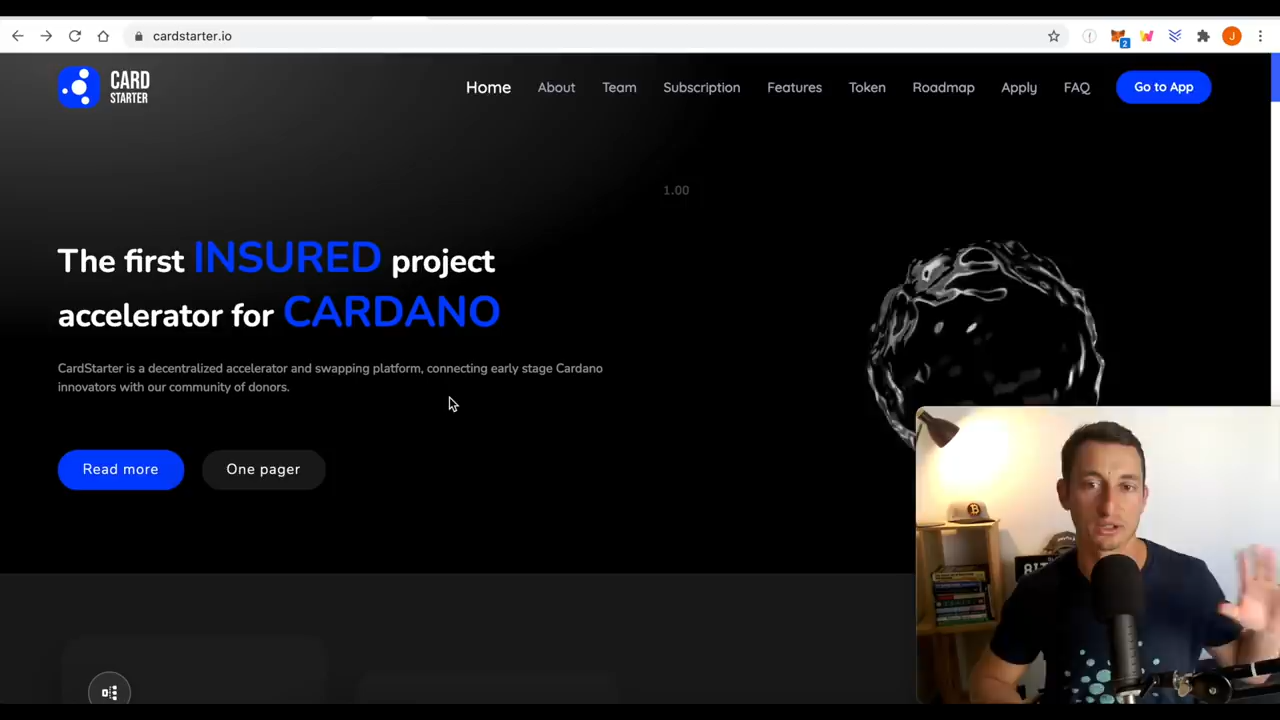 cardstarter.io
2
J
CARD
STARTER
Home
About
Team
Subscription
Features
Token
Roadmap
Apply
FAQ
Go to App
1.00
The first INSURED project
accelerator for CARDANO
CardStarter is a decentralized accelerator and swapping platform, connecting early stage Cardano
innovators with our community of donors.
Read more
One pager